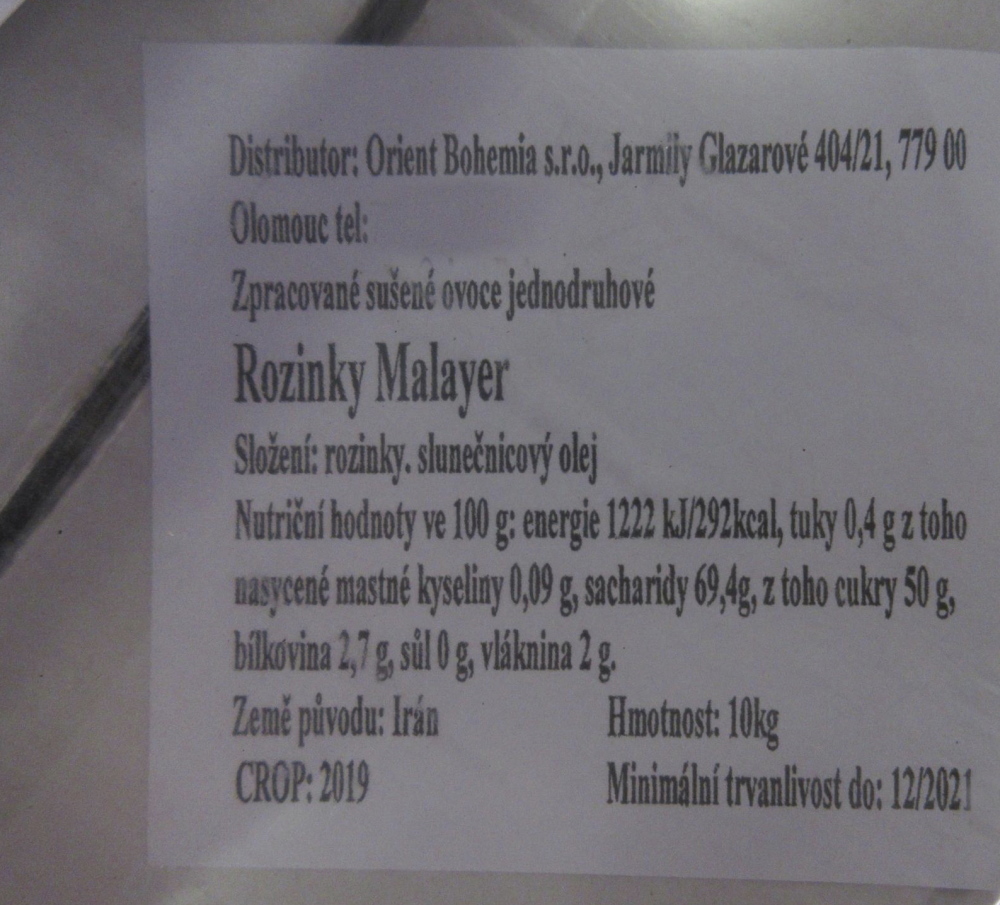 Distributor: Orient Bohemia s.r.o., Jarmily Glazarové 404/21, 779 00
Olomouc tel:
Zpracované sušené ovoce jednodruhové
Rozinky Malayer
Složení: rozinky. slunečnicový olej
Nutriční hodnoty ve 100 g: energie 1222 kJ/292kcal, tuky 0,4 g z toho
nasycené mastné kyseliny 0,09 g, sacharidy 69,4g, z toho cukry 50 g,
bílkovina 2,7 g, sůl 0 g, vláknina 2 g.
Země původu: Irán Hmotnost: 10kg
CROP: 2019 Minimální trvanlivost do: 12/2021